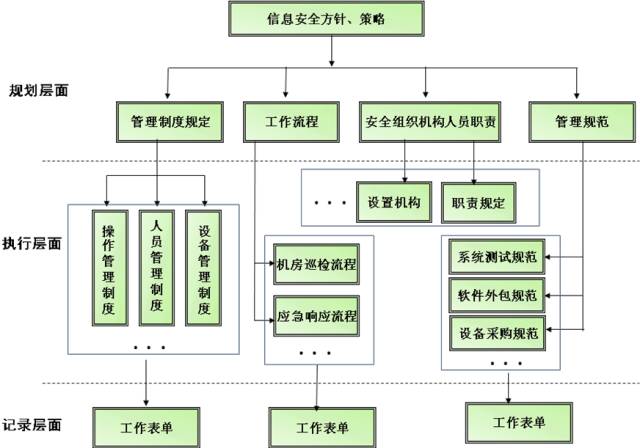 信息安全方针、策略
规划层面
管理制度规定
工作流程
安全组织机构人员职责
管理规范
执行层面
操作管理制度
人员管理制度
设备管理制度
...
...
设置机构
职责规定
机房巡检流程
应急响应流程
...
系统测试规范
软件外包规范
设备采购规范
...
记录层面
工作表单
工作表单
工作表单